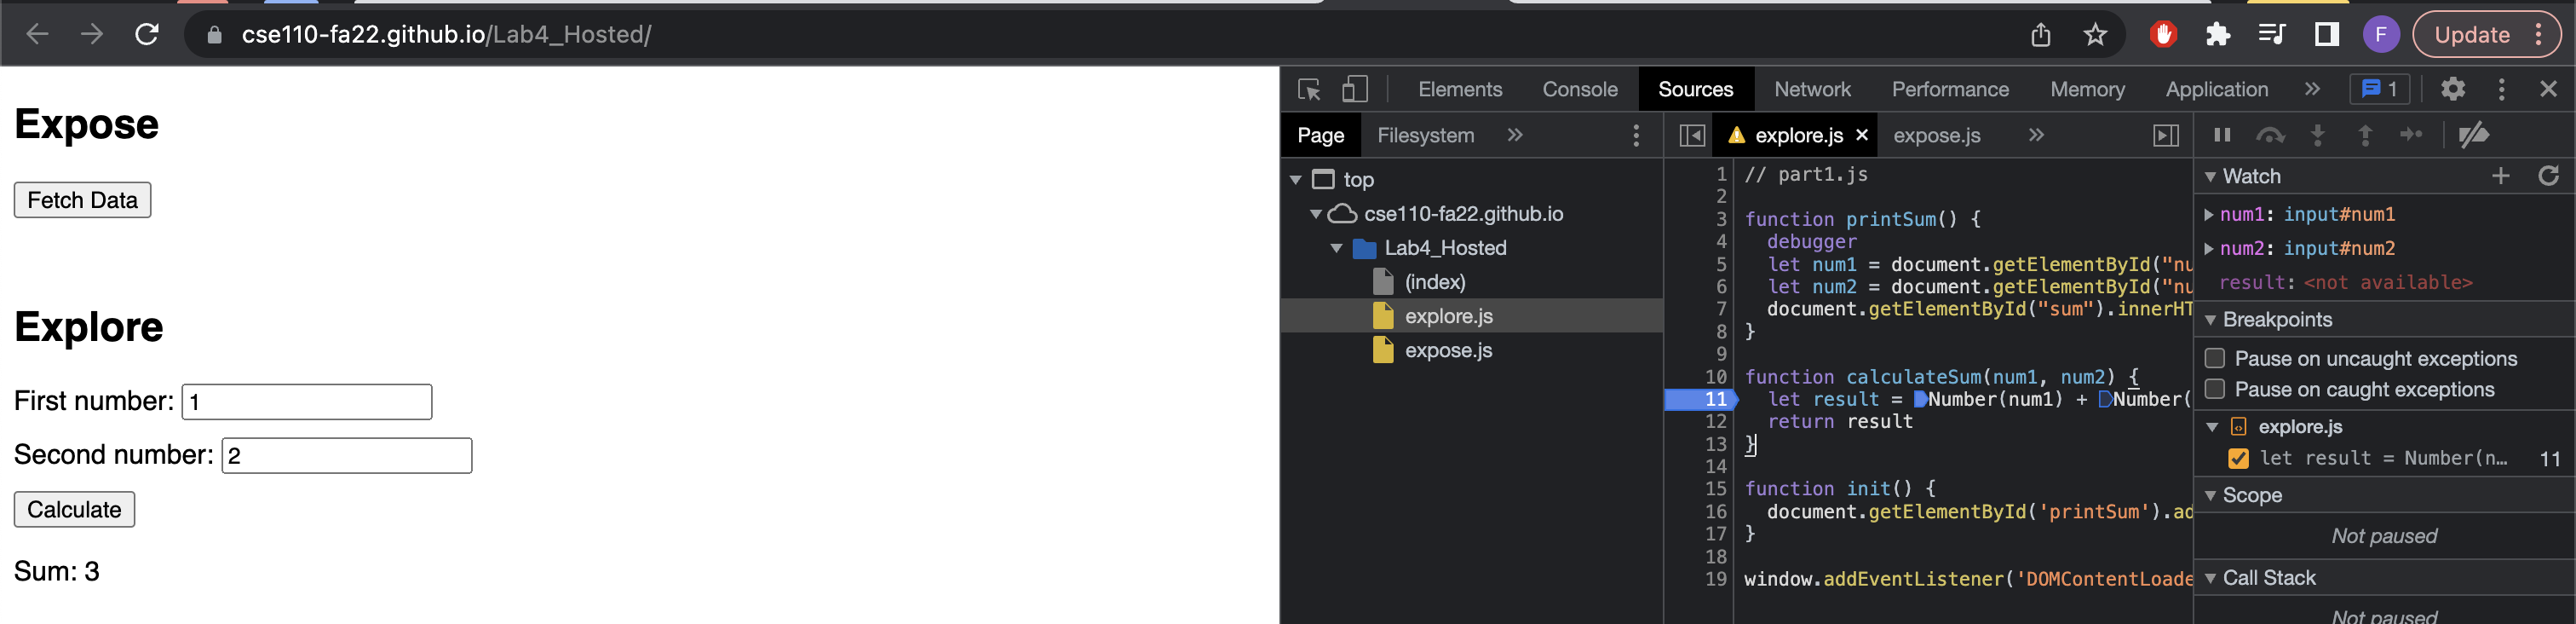 cse110-fa22.github.io/Lab4_Hosted/
F
Update
Expose
Fetch Data
Explore
First number: 1
Second number: 2
Calculate
Sum: 3
Elements Console Sources Network Performance Memory Application » 1
Page Filesystem »
top
cse110-fa22.github.io
Lab4_Hosted
(index)
explore.js
expose.js
explore.js × expose.js »
1 // part1.js
2
3 function printSum() {
4 debugger
5 let num1 = document.getElementById("nu
6 let num2 = document.getElementById("nu
7 document.getElementById("sum").innerHT
8 }
9
10 function calculateSum(num1, num2) {
11 let result = Number(num1) + Number(
12 return result
13 }
14
15 function init() {
16 document.getElementById('printSum').ad
17 }
18
19 window.addEventListener('DOMContentLoade
Watch
num1: input#num1
num2: input#num2
result: <not available>
Breakpoints
Pause on uncaught exceptions
Pause on caught exceptions
explore.js
let result = Number(n… 11
Scope
Not paused
Call Stack
Not paused